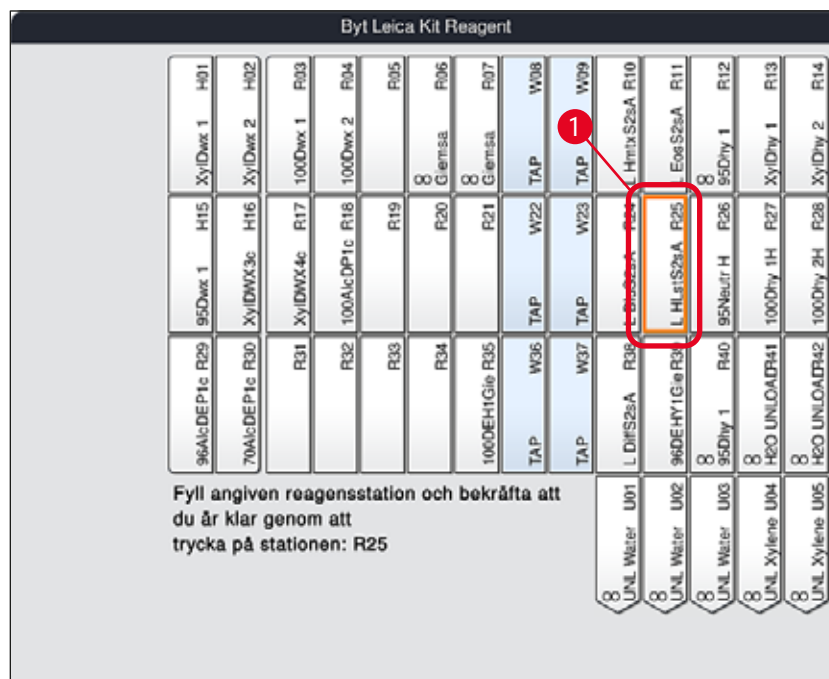 Byt Leica Kit Reagent
XylDwx 1 H01
XylDwx 2 H02
100Dwx 1 R03
100Dwx 2 R04
R05
∞ Giemsa R06
∞ Giemsa R07
TAP W08
TAP W09
L HmtxS2sA R10
L EosS2sA R11
∞ 95Dhy 1 R12
XylDhy 1 R13
XylDhy 2 R14
1
95Dwx 1 H15
XylDWX3c H16
XylDWX4c R17
100AlcDP1c R18
R19
R20
R21
TAP W22
TAP W23
L BluS2sA R24
L HLstS2sA R25
95Neutr H R26
100Dhy 1H R27
100Dhy 2H R28
96AlcDEP1c R29
70AlcDEP1c R30
R31
R32
R33
R34
100DEH1Gie R35
TAP W36
TAP W37
L DiffS2sA R38
96DEHY1Gie R39
∞ 95Dhy 1 R40
∞ H2O UNLOAD R41
∞ H2O UNLOAD R42
∞ UNL Water U01
∞ UNL Water U02
∞ UNL Water U03
∞ UNL Xylene U04
∞ UNL Xylene U05
Fyll angiven reagensstation och bekräfta att
du är klar genom att
trycka på stationen: R25